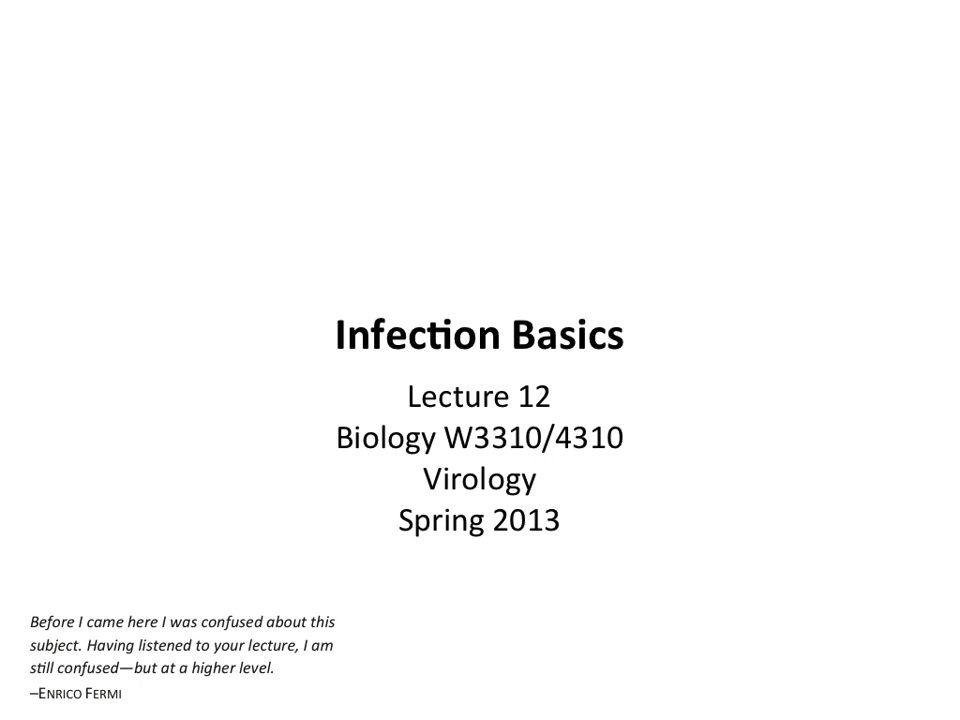 Infection Basics
Lecture 12
Biology W3310/4310
Virology
Spring 2013
Before I came here I was confused about this
subject. Having listened to your lecture, I am
still confused—but at a higher level.
–ENRICO FERMI